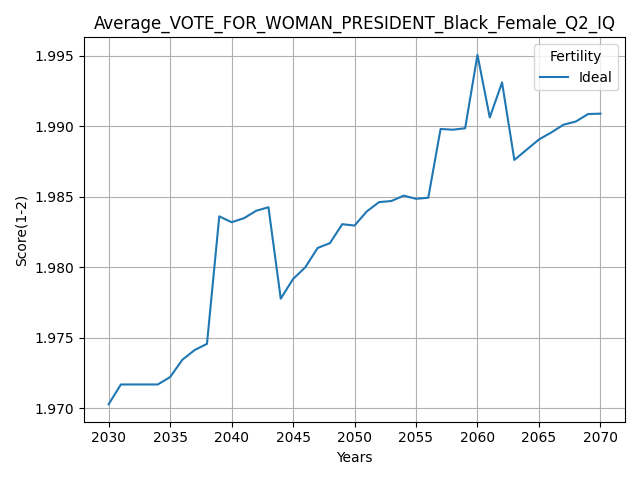 Average_VOTE_FOR_WOMAN_PRESIDENT_Black_Female_Q2_IQ
Fertility
Ideal
1.995
1.990
1.985
1.980
1.975
1.970
Score(1-2)
2030 2035 2040 2045 2050 2055 2060 2065 2070
Years